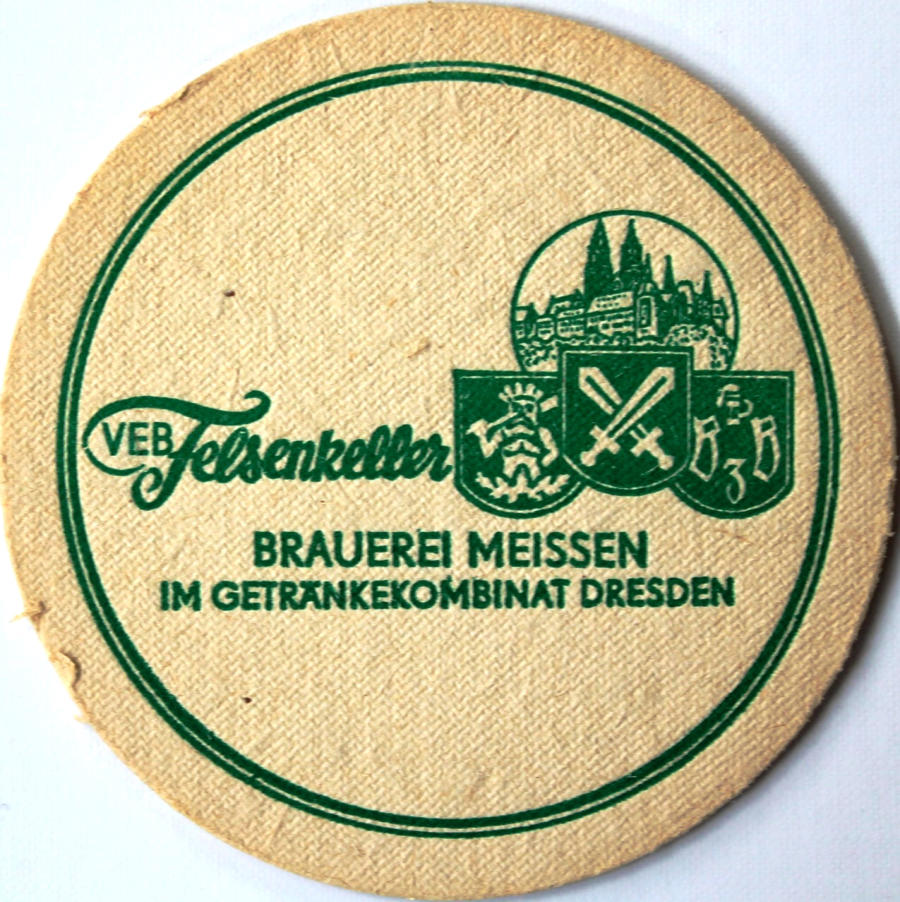 VEB Felsenkeller
BRAUEREI MEISSEN
IM GETRÄNKEKOMBINAT DRESDEN